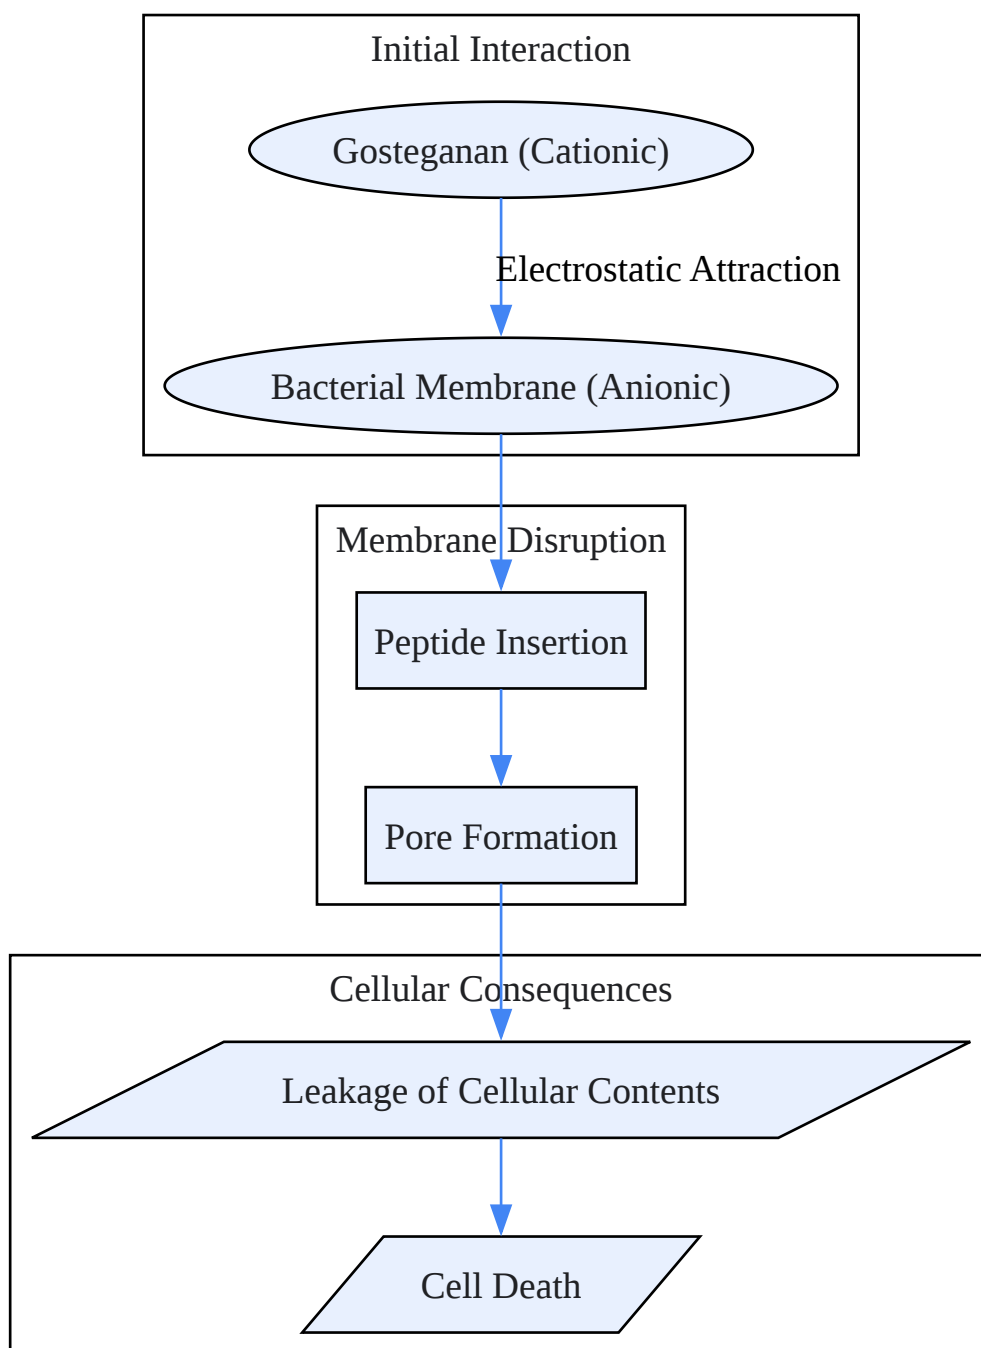 Initial Interaction
Gosteganan (Cationic)
Electrostatic Attraction
Bacterial Membrane (Anionic)
Membrane Disruption
Peptide Insertion
Pore Formation
Cellular Consequences
Leakage of Cellular Contents
Cell Death